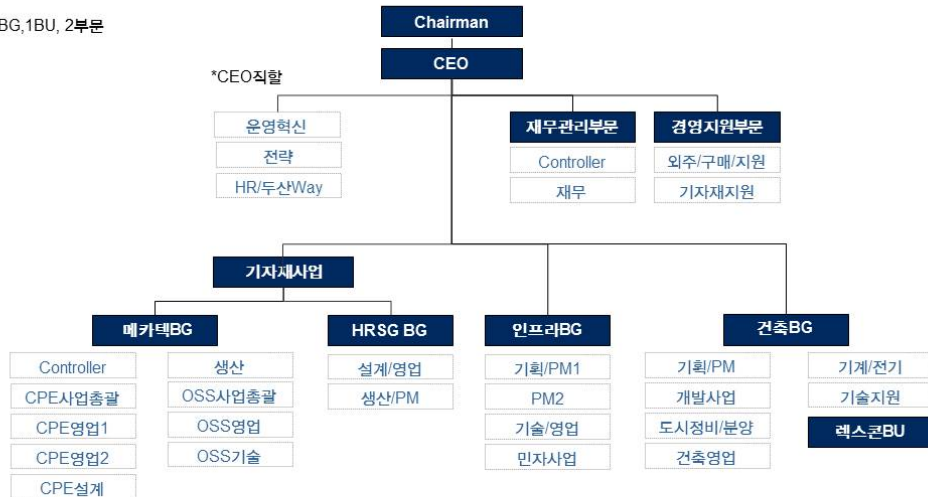 BG,1BU, 2부문
Chairman
CEO
*CEO직할
운영혁신
전략
HR/두산Way
재무관리부문
Controller
재무
경영지원부문
외주/구매/지원
기자재지원
기자재사업
메카텍BG
Controller
CPE사업총괄
CPE영업1
CPE영업2
CPE설계
생산
OSS사업총괄
OSS영업
OSS기술
HRSG BG
설계/영업
생산/PM
인프라BG
기획/PM1
PM2
기술/영업
민자사업
건축BG
기획/PM
개발사업
도시정비/분양
건축영업
기계/전기
기술지원
렉스콘BU